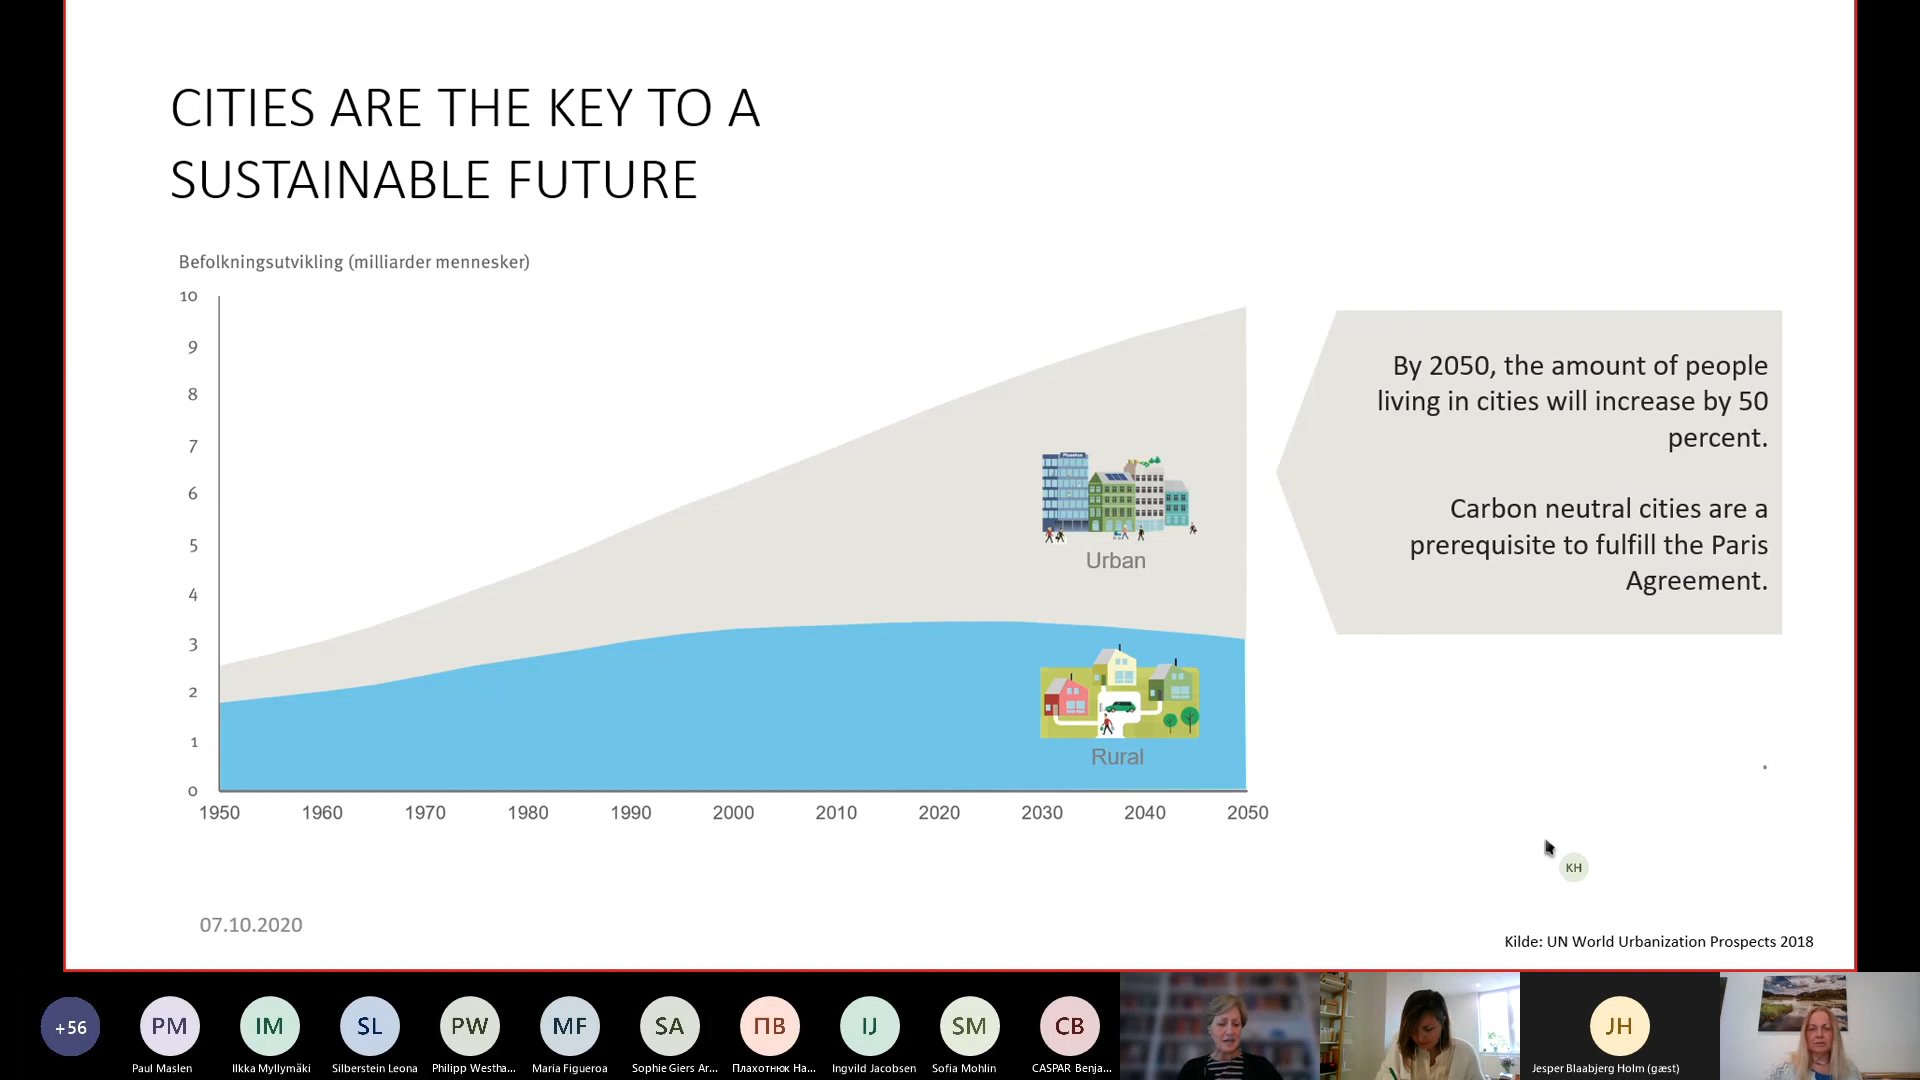 CITIES ARE THE KEY TO A
SUSTAINABLE FUTURE
Befolkningsutvikling (milliarder mennesker)
10
9
8
7
6
5
4
3
2
1
0
1950 1960 1970 1980 1990 2000 2010 2020 2030 2040 2050
Urban
Rural
By 2050, the amount of people
living in cities will increase by 50
percent.
Carbon neutral cities are a
prerequisite to fulfill the Paris
Agreement.
.
KH
07.10.2020
Kilde: UN World Urbanization Prospects 2018
+56
PM
IM
SL
PW
MF
SA
ПВ
IJ
SM
CB
JH
Paul Maslen
Ilkka Myllymäki
Silberstein Leona
Philipp Westha...
Maria Figueroa
Sophie Giers Ar...
Плахотнюк На...
Ingvild Jacobsen
Sofia Mohlin
CASPAR Benja...
Jesper Blaabjerg Holm (gæst)